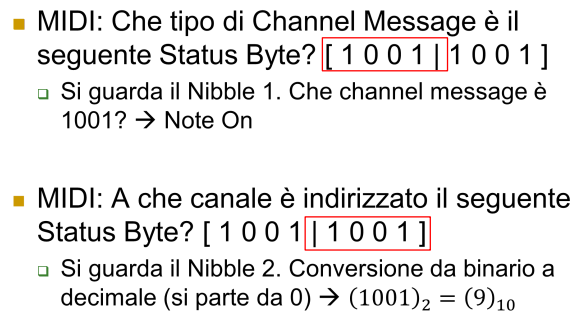 MIDI: Che tipo di Channel Message è il
seguente Status Byte? [ 1 0 0 1 | 1 0 0 1 ]
Si guarda il Nibble 1. Che channel message è
1001? → Note On
MIDI: A che canale è indirizzato il seguente
Status Byte? [ 1 0 0 1 | 1 0 0 1 ]
Si guarda il Nibble 2. Conversione da binario a
decimale (si parte da 0) → (1001)₂ = (9)₁₀